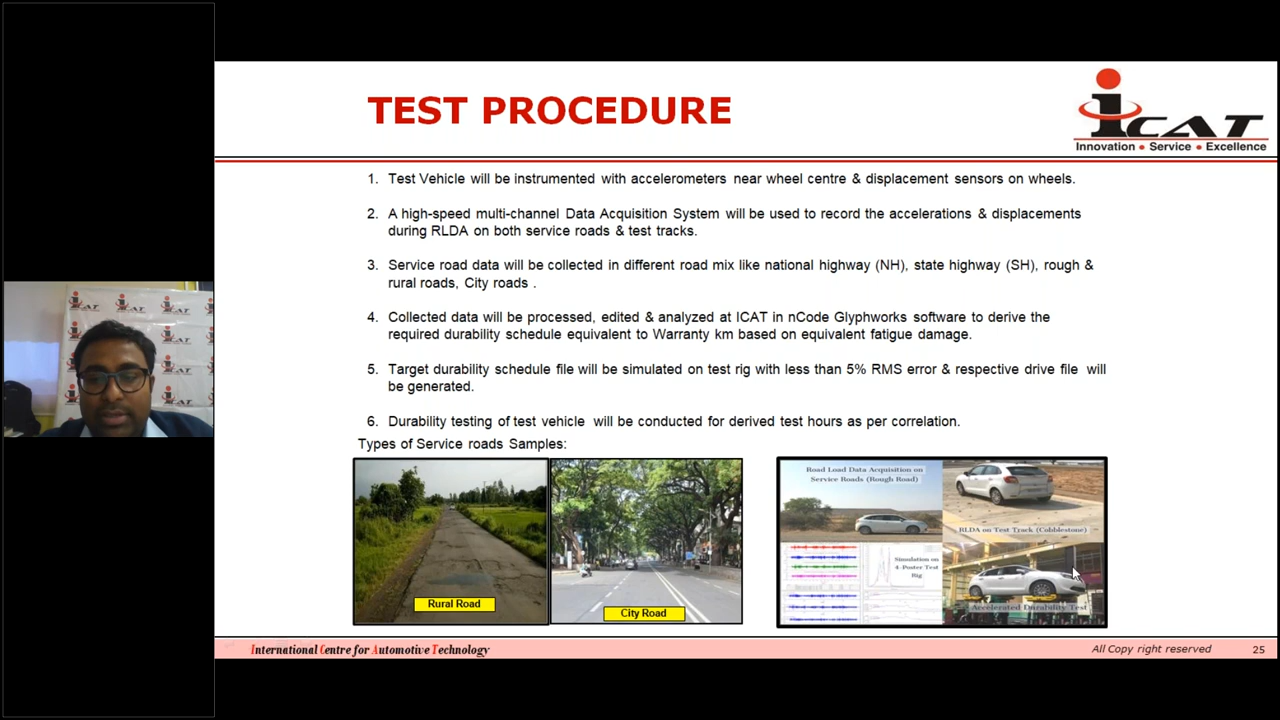 TEST PROCEDURE
iCAT
Innovation • Service • Excellence
1. Test Vehicle will be instrumented with accelerometers near wheel centre & displacement sensors on wheels.
2. A high-speed multi-channel Data Acquisition System will be used to record the accelerations & displacements
during RLDA on both service roads & test tracks.
3. Service road data will be collected in different road mix like national highway (NH), state highway (SH), rough &
rural roads, City roads .
4. Collected data will be processed, edited & analyzed at ICAT in nCode Glyphworks software to derive the
required durability schedule equivalent to Warranty km based on equivalent fatigue damage.
5. Target durability schedule file will be simulated on test rig with less than 5% RMS error & respective drive file will
be generated.
6. Durability testing of test vehicle will be conducted for derived test hours as per correlation.
Types of Service roads Samples:
Rural Road
City Road
Road Load Data Acquisition on
Service Roads (Rough Road)
RLDA on Test Track (Cobblestone)
Simulation on
4-Poster Test
Rig
Accelerated Durability Test
International Centre for Automotive Technology
All Copy right reserved
25
iCAT
iCAT
iCAT
iCAT